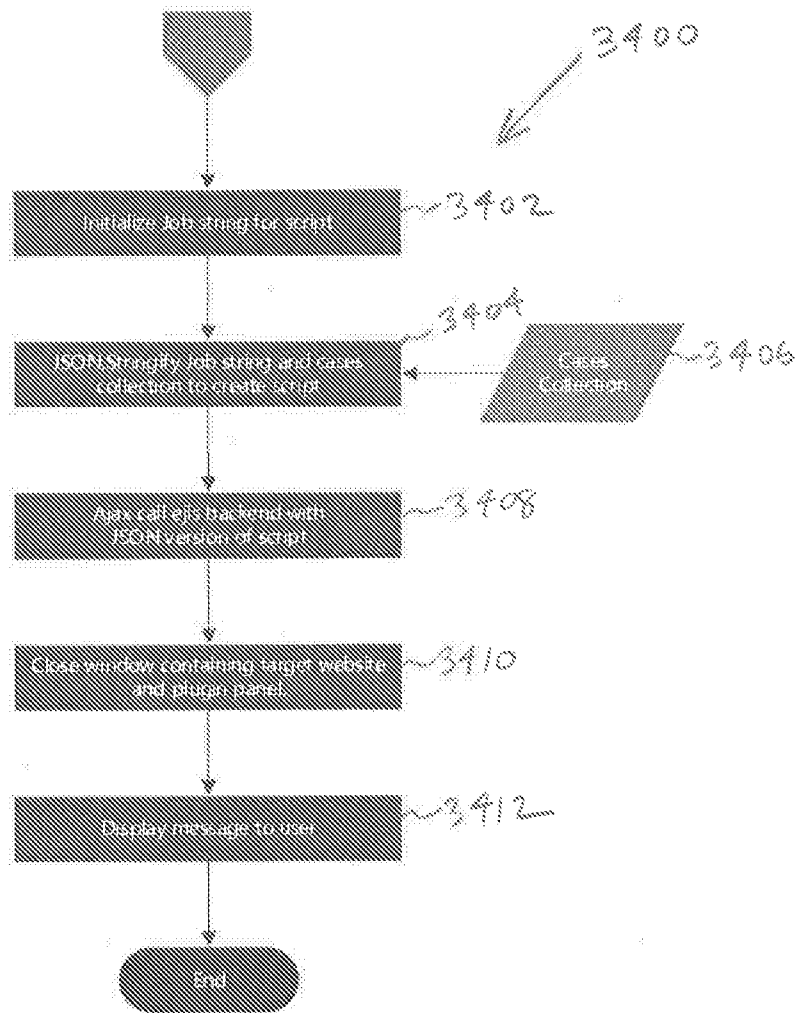 3400
Initialize Job string for script
3402
JSON.Stringify Job string and cases
collection to create script
3404
Cases
Collection
3406
Ajax call ejs backend with
JSON version of script
3408
Close window containing target website
and plugin panel.
3410
Display message to user
3412
End